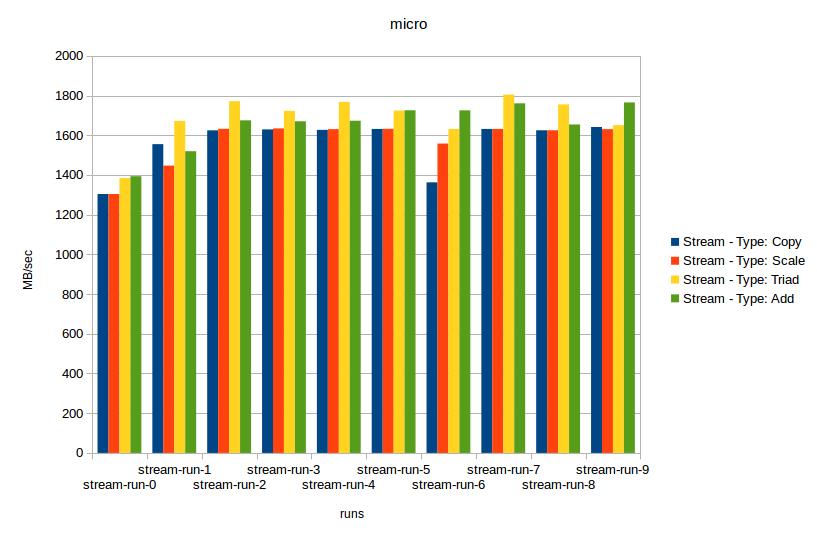 micro
2000
1800
1600
1400
1200
1000
800
600
400
200
0
MB/sec
stream-run-0
stream-run-1
stream-run-2
stream-run-3
stream-run-4
stream-run-5
stream-run-6
stream-run-7
stream-run-8
stream-run-9
runs
Stream - Type: Copy
Stream - Type: Scale
Stream - Type: Triad
Stream - Type: Add